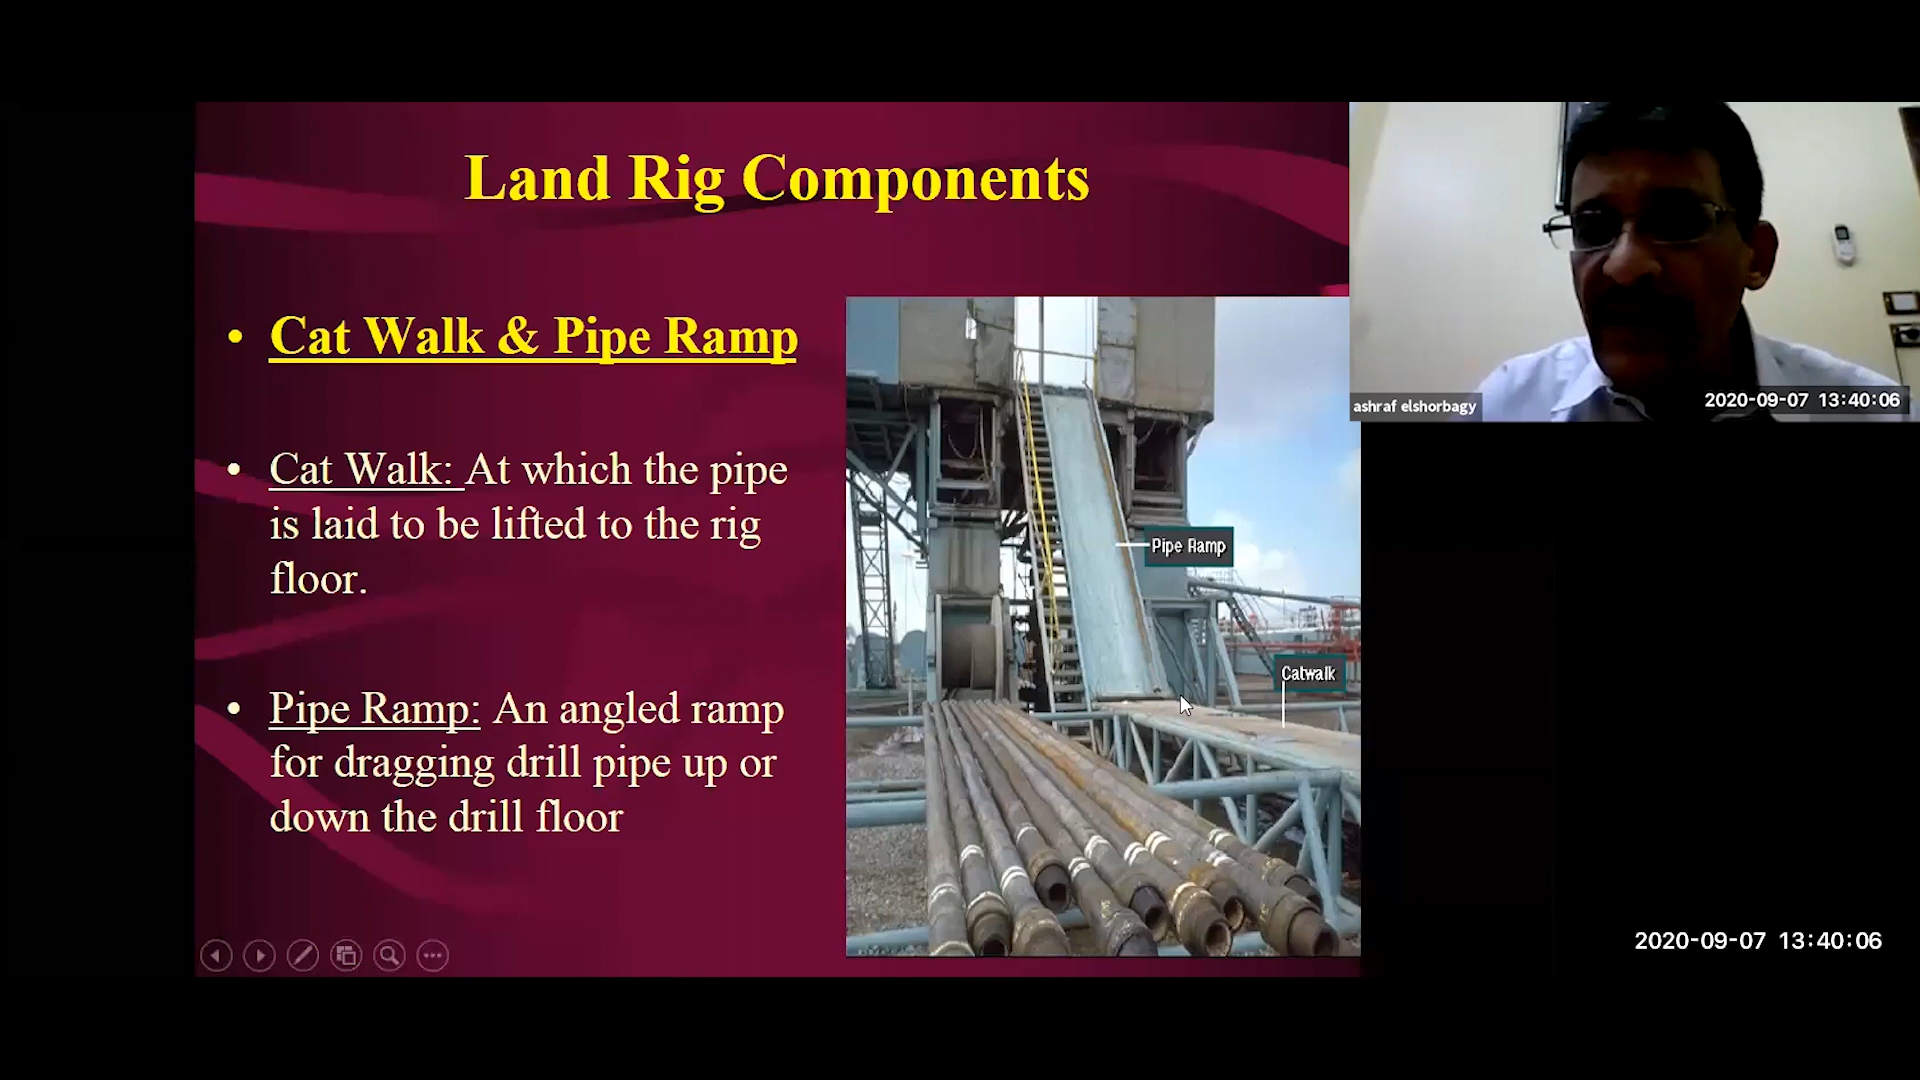 Land Rig Components
• Cat Walk & Pipe Ramp
• Cat Walk: At which the pipe
is laid to be lifted to the rig
floor.
• Pipe Ramp: An angled ramp
for dragging drill pipe up or
down the drill floor
Pipe Ramp
Catwalk
ashraf elshorbagy
2020-09-07 13:40:06
2020-09-07 13:40:06